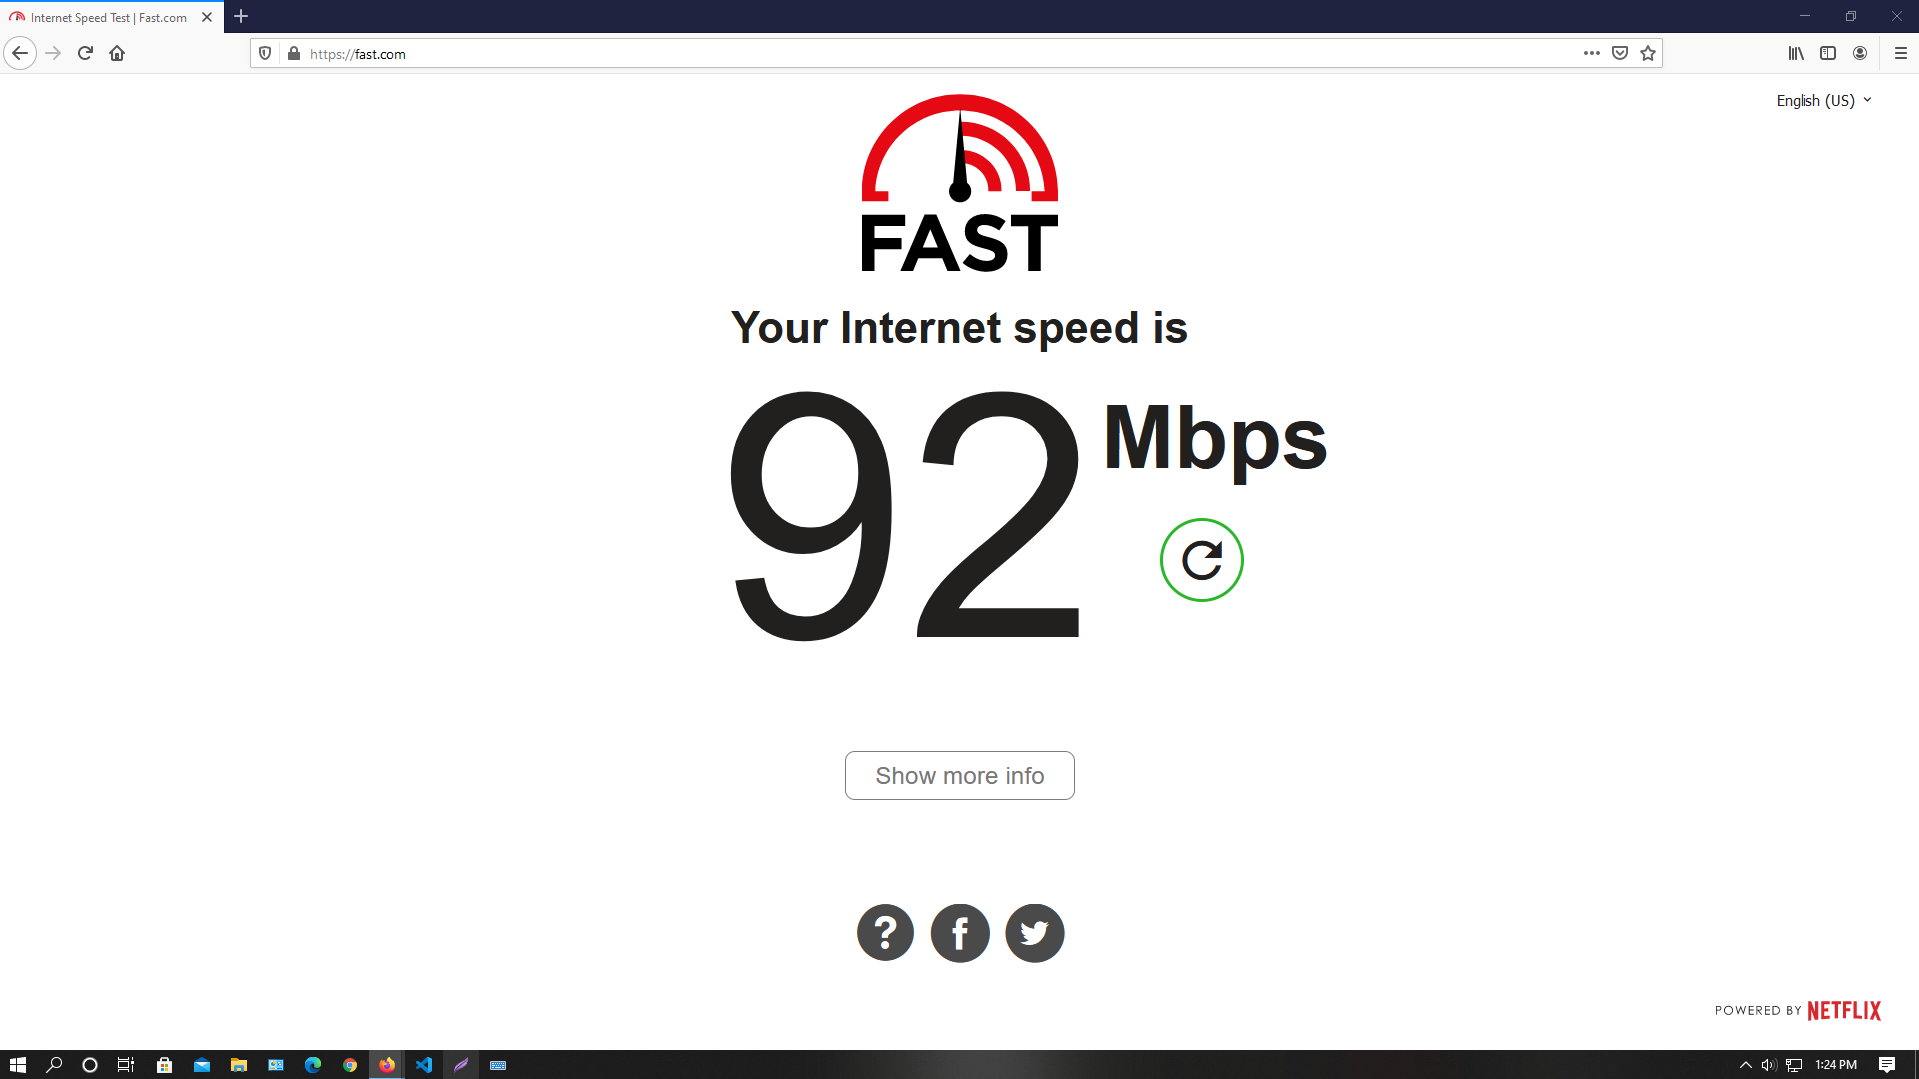 Internet Speed Test | Fast.com
https://fast.com
English (US)
FAST
Your Internet speed is
92 Mbps
Show more info
?
f
POWERED BY NETFLIX
1:24 PM